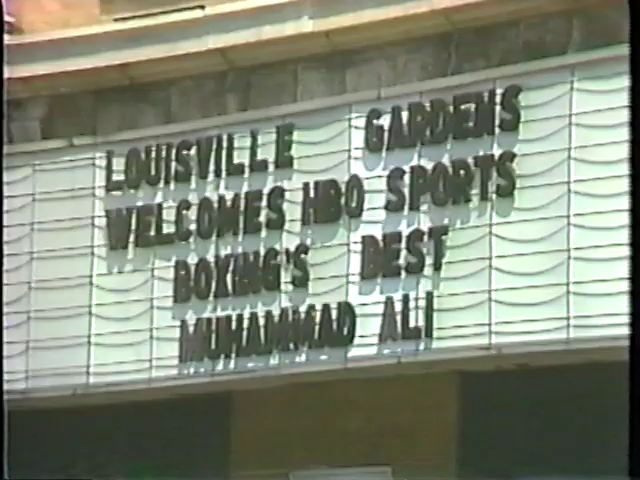 LOUISVILLE GARDENS
WELCOMES HBO SPORTS
BOXING'S BEST
MUHAMMAD ALI